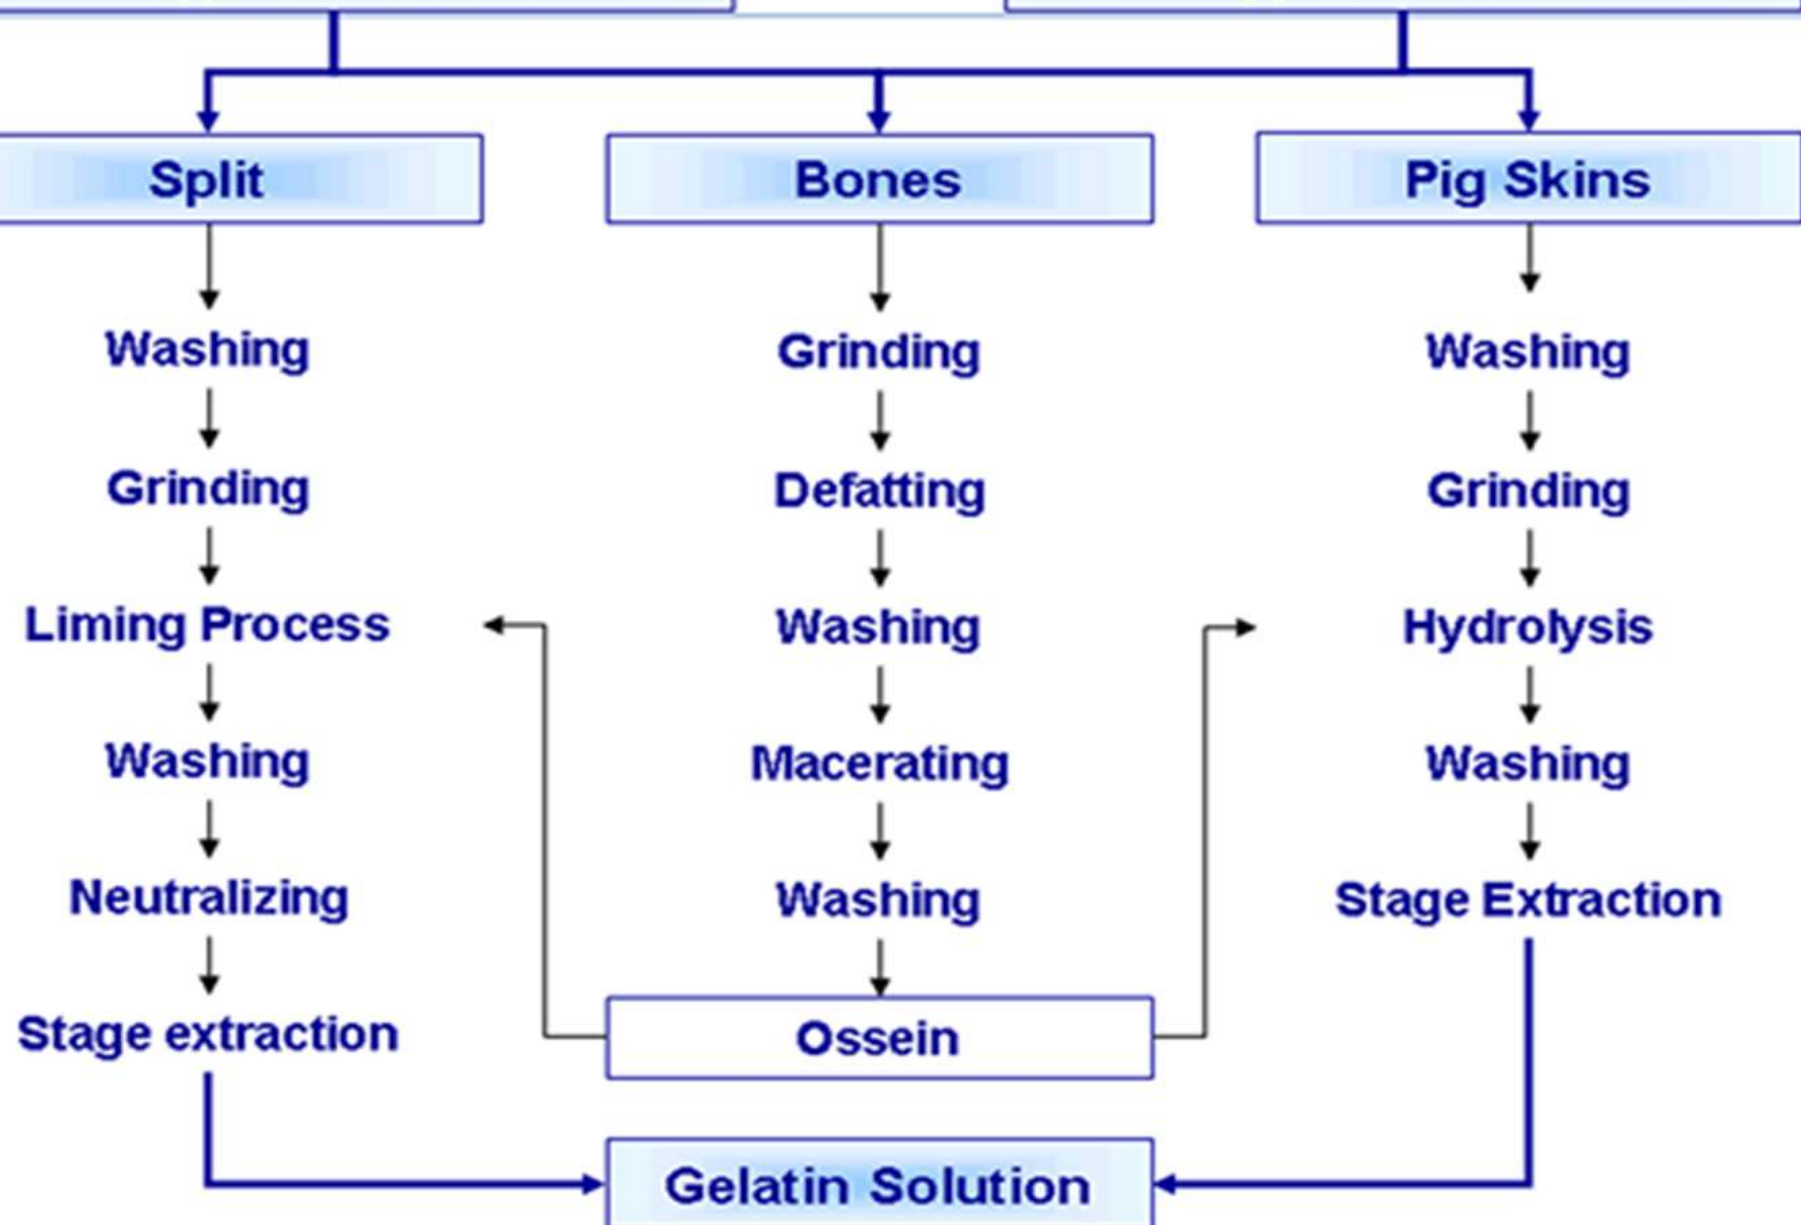 Split
Bones
Pig Skins
Washing
Grinding
Washing
Grinding
Defatting
Grinding
Liming Process
Washing
Hydrolysis
Washing
Macerating
Washing
Neutralizing
Washing
Stage Extraction
Stage extraction
Ossein
Gelatin Solution